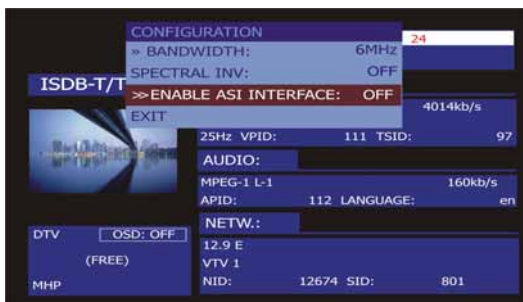 CONFIGURATION
24
» BANDWIDTH: 6MHz
SPECTRAL INV: OFF
ISDB-T/T
»ENABLE ASI INTERFACE: OFF
4014kb/s
EXIT
25Hz VPID: 111 TSID: 97
AUDIO:
MPEG-1 L-1 160kb/s
APID: 112 LANGUAGE: en
NETW.:
DTV OSD: OFF
12.9 E
(FREE)
VTV 1
MHP
NID: 12674 SID: 801